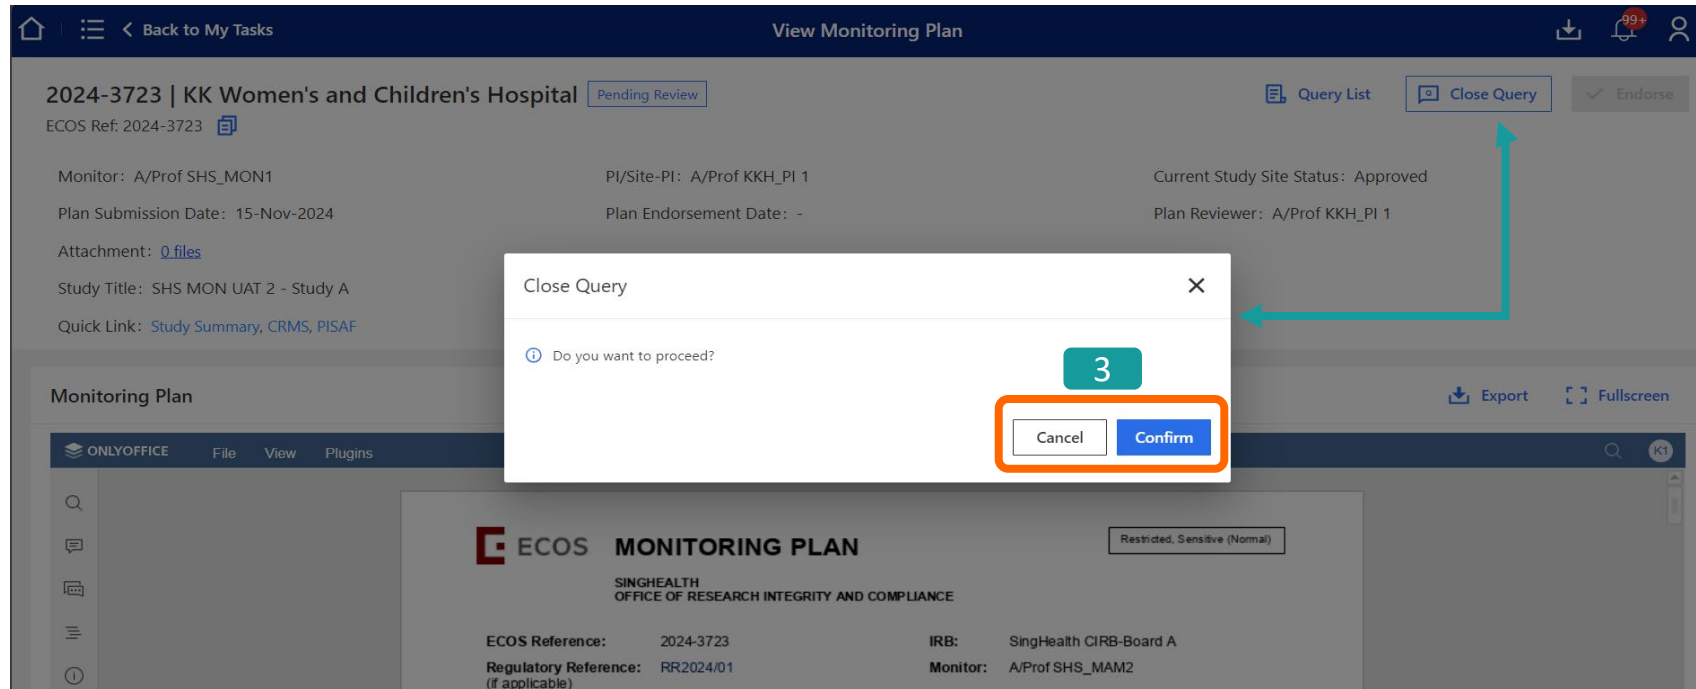 Back to My Tasks
View Monitoring Plan
99+
2024-3723 | KK Women's and Children's Hospital
Pending Review
Query List
Close Query
Endorse
ECOS Ref: 2024-3723
Monitor: A/Prof SHS_MON1
PI/Site-PI: A/Prof KKH_PI 1
Current Study Site Status: Approved
Plan Submission Date: 15-Nov-2024
Plan Endorsement Date: -
Plan Reviewer: A/Prof KKH_PI 1
Attachment: 0 files
Study Title: SHS MON UAT 2 - Study A
Quick Link: Study Summary, CRMS, PISAF
Close Query
Do you want to proceed?
3
Cancel
Confirm
Monitoring Plan
Export
Fullscreen
ONLYOFFICE
File
View
Plugins
K1
ECOS
MONITORING PLAN
Restricted, Sensitive (Normal)
SINGHEALTH
OFFICE OF RESEARCH INTEGRITY AND COMPLIANCE
ECOS Reference: 2024-3723
IRB: SingHealth CIRB-Board A
Regulatory Reference: RR2024/01
Monitor: A/Prof SHS_MAM2
(if applicable)